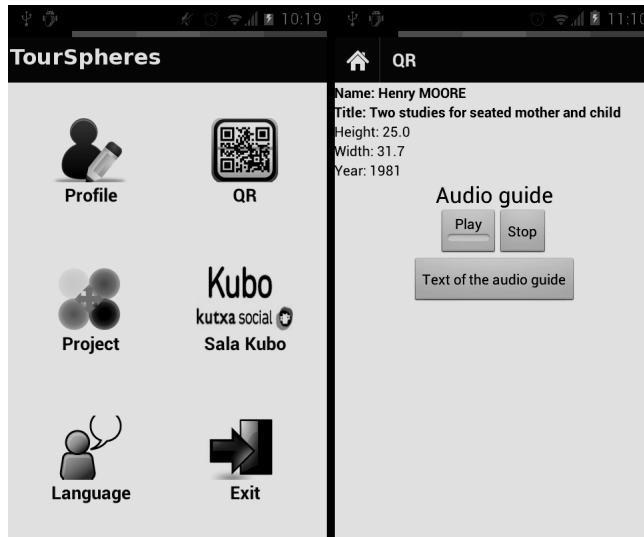 10:19
TourSpheres
Profile
QR
Project
Kubo
kutxa social
Sala Kubo
Language
Exit
11:10
QR
Name: Henry MOORE
Title: Two studies for seated mother and child
Height: 25.0
Width: 31.7
Year: 1981
Audio guide
Play
Stop
Text of the audio guide